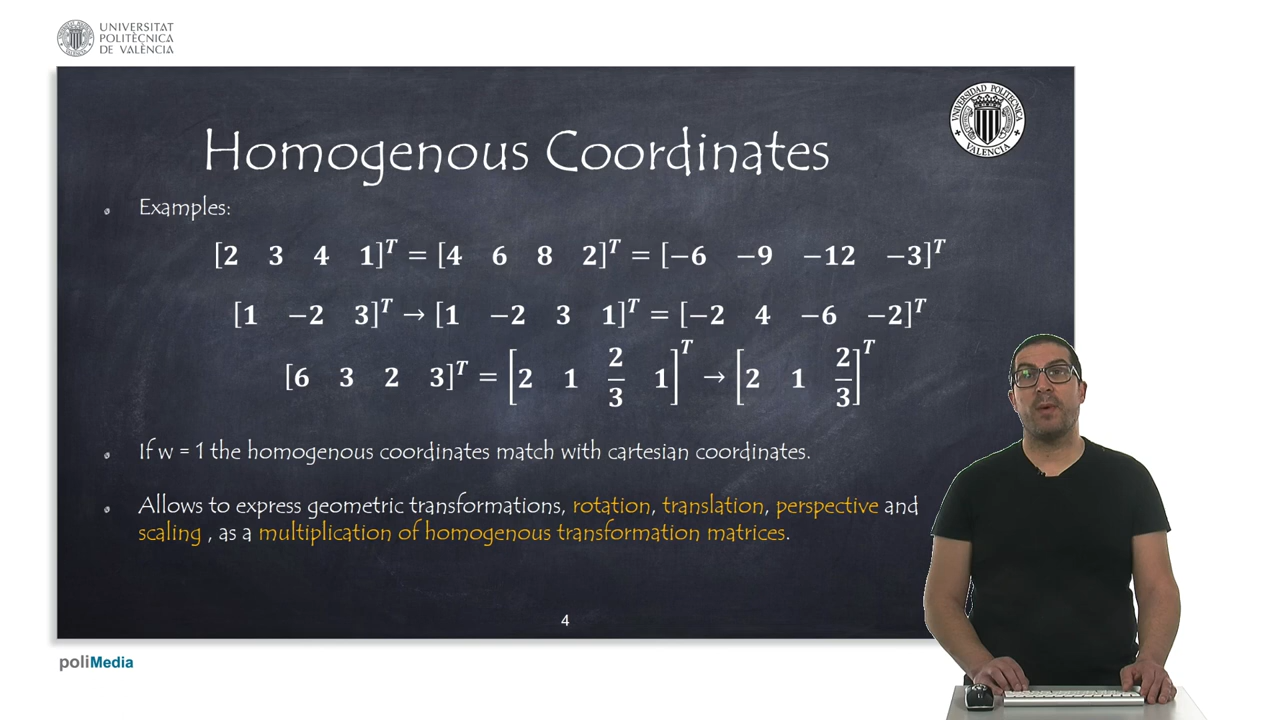 UNIVERSITAT
POLITÈCNICA
DE VALÈNCIA
UNIVERSIDAD POLITECNICA
VALENCIA
Homogenous Coordinates
Examples:
[2 3 4 1]ᵀ = [4 6 8 2]ᵀ = [−6 −9 −12 −3]ᵀ
[1 −2 3]ᵀ → [1 −2 3 1]ᵀ = [−2 4 −6 −2]ᵀ
[6 3 2 3]ᵀ = [2 1 2/3 1]ᵀ → [2 1 2/3]ᵀ
If w = 1 the homogenous coordinates match with cartesian coordinates.
Allows to express geometric transformations, rotation, translation, perspective and
scaling , as a multiplication of homogenous transformation matrices.
4
poliMedia